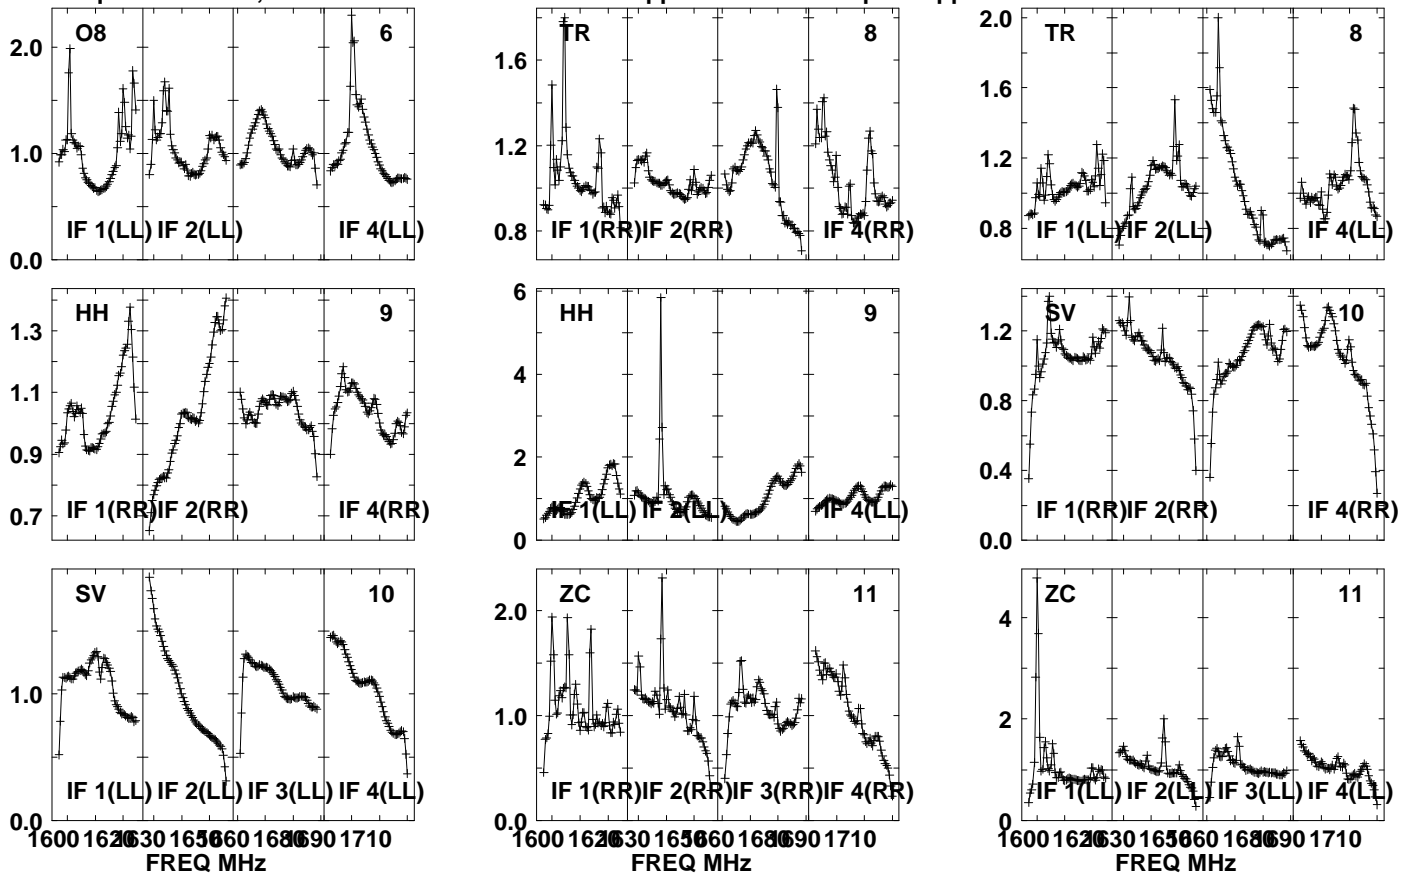 O8 6
2.0
1.0
0.0
IF 1(LL) IF 2(LL) IF 4(LL)
TR 8
1.6
1.2
0.8
IF 1(RR) IF 2(RR) IF 4(RR)
TR 8
2.0
1.6
1.2
0.8
IF 1(LL) IF 2(LL) IF 4(LL)
HH 9
1.3
1.1
0.9
0.7
IF 1(RR) IF 2(RR) IF 4(RR)
HH 9
6
4
2
0
IF 1(LL) IF 2(LL) IF 4(LL)
SV 10
1.2
0.8
0.4
0.0
IF 1(RR) IF 2(RR) IF 4(RR)
SV 10
1.0
0.0
IF 1(LL) IF 2(LL) IF 3(LL) IF 4(LL)
1600 1620 1630 1650 1660 1680 1690 1710
FREQ MHz
ZC 11
2.0
1.0
0.0
IF 1(RR) IF 2(RR) IF 3(RR) IF 4(RR)
1600 1620 1630 1650 1660 1680 1690 1710
FREQ MHz
ZC 11
4
2
0
IF 1(LL) IF 2(LL) IF 3(LL) IF 4(LL)
1600 1620 1630 1650 1660 1680 1690 1710
FREQ MHz